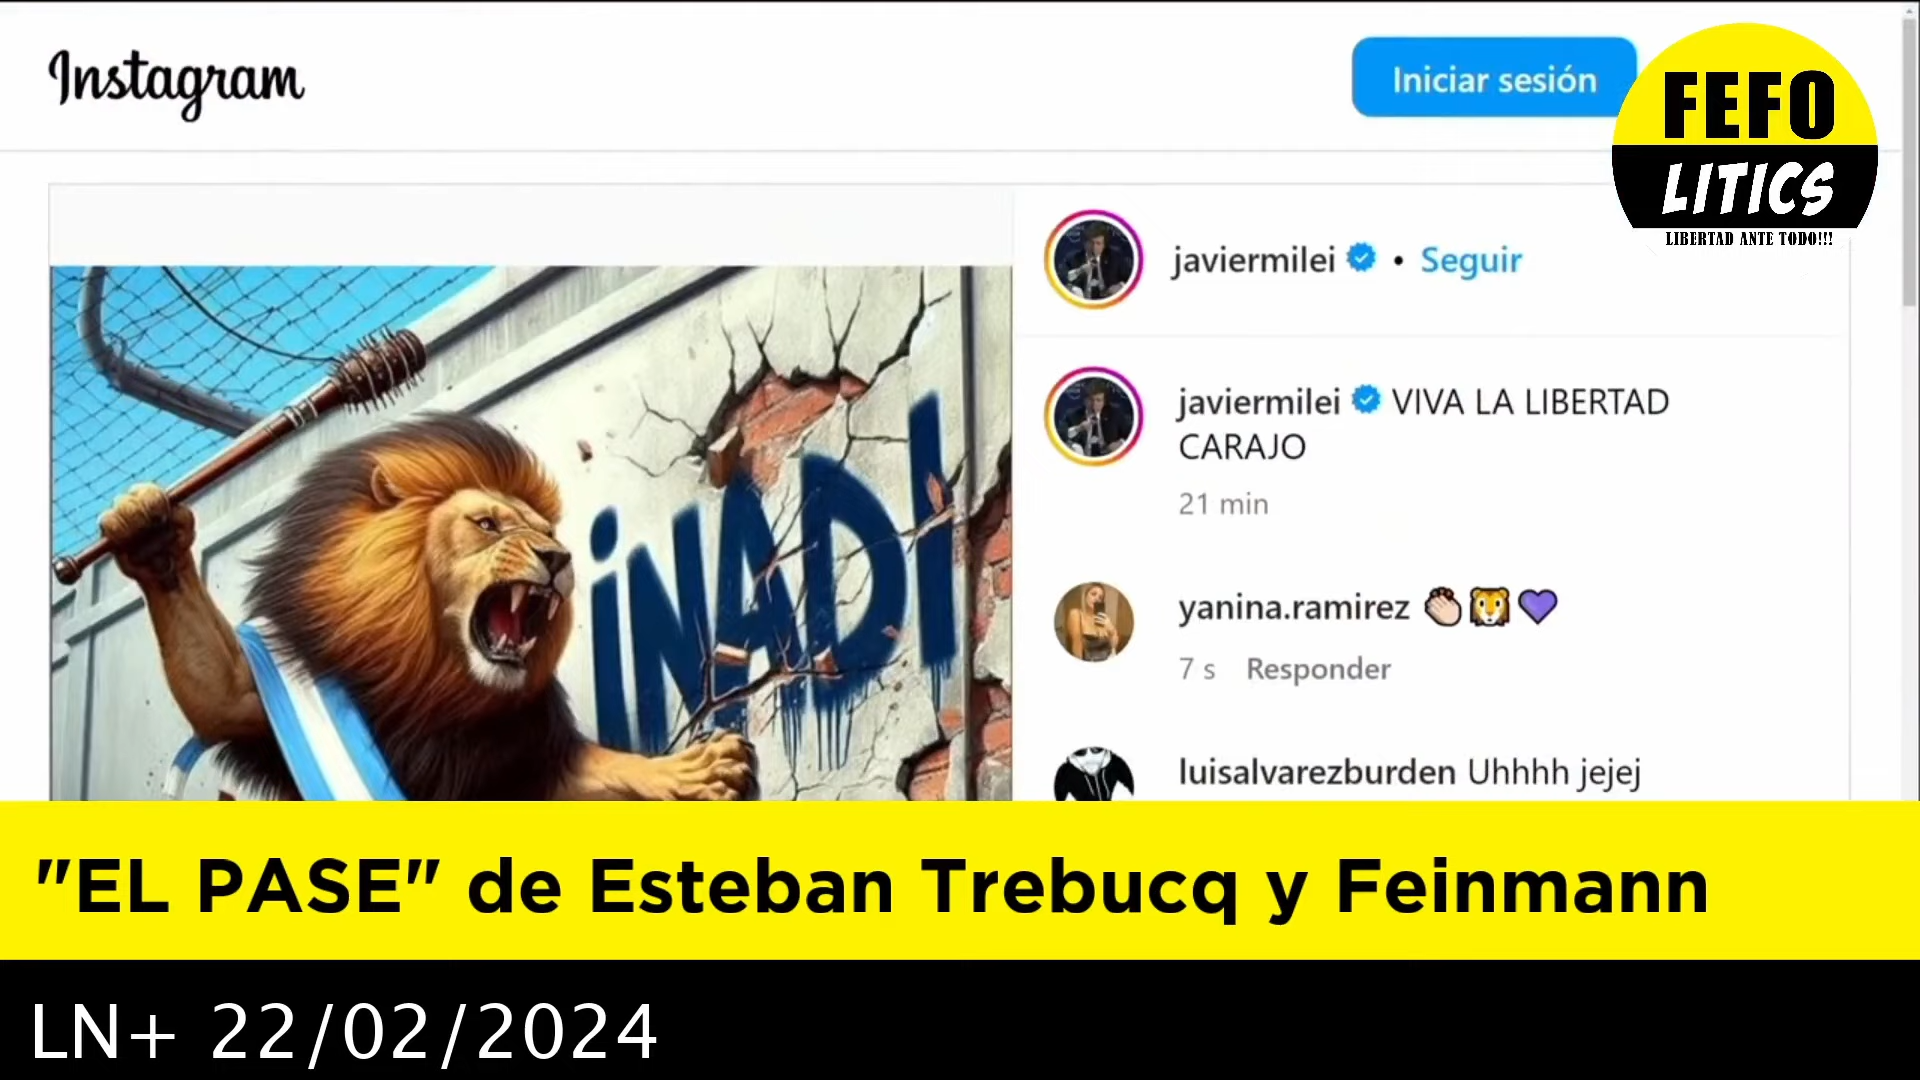 Instagram
Iniciar sesión
FEFO
LITICS
LIBERTAD ANTE TODO!!!
javiermilei • Seguir
javiermilei VIVA LA LIBERTAD
CARAJO
21 min
iNADI
yanina.ramirez 👏🏻🐯💜
7 s Responder
luisalvarezburden Uhhhh jejej
"EL PASE" de Esteban Trebucq y Feinmann
LN+ 22/02/2024